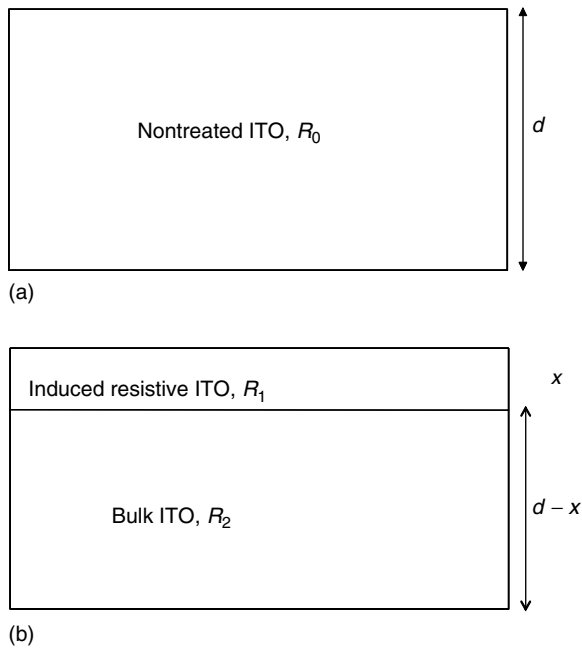 Nontreated ITO, R0
d
(a)
Induced resistive ITO, R1
x
Bulk ITO, R2
d − x
(b)